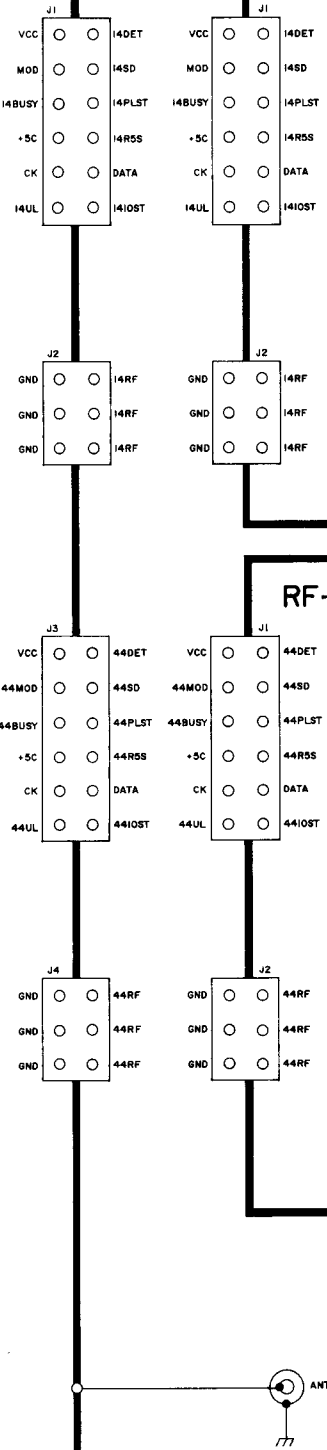 J1 J1
VCC 14DET VCC 14DET
MOD 14SD MOD 14SD
14BUSY 14PLST 14BUSY 14PLST
+5C 14R5S +5C 14R5S
CK DATA CK DATA
14UL 14IOST 14UL 14IOST
J2 J2
GND 14RF GND 14RF
GND 14RF GND 14RF
GND 14RF GND 14RF
RF-
J3 J1
VCC 44DET VCC 44DET
44MOD 44SD 44MOD 44SD
44BUSY 44PLST 44BUSY 44PLST
+5C 44R5S +5C 44R5S
CK DATA CK DATA
44UL 44IOST 44UL 44IOST
J4 J2
GND 44RF GND 44RF
GND 44RF GND 44RF
GND 44RF GND 44RF
ANT